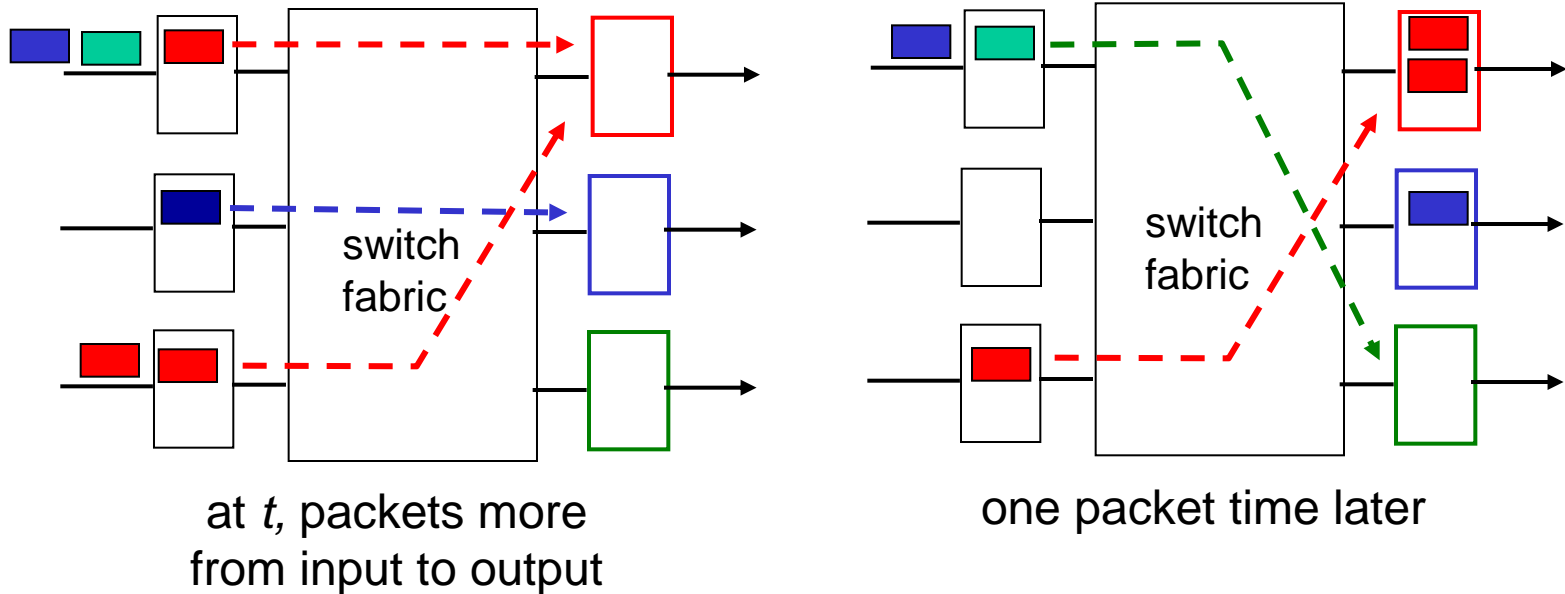 switch
fabric
at t, packets more
from input to output
switch
fabric
one packet time later